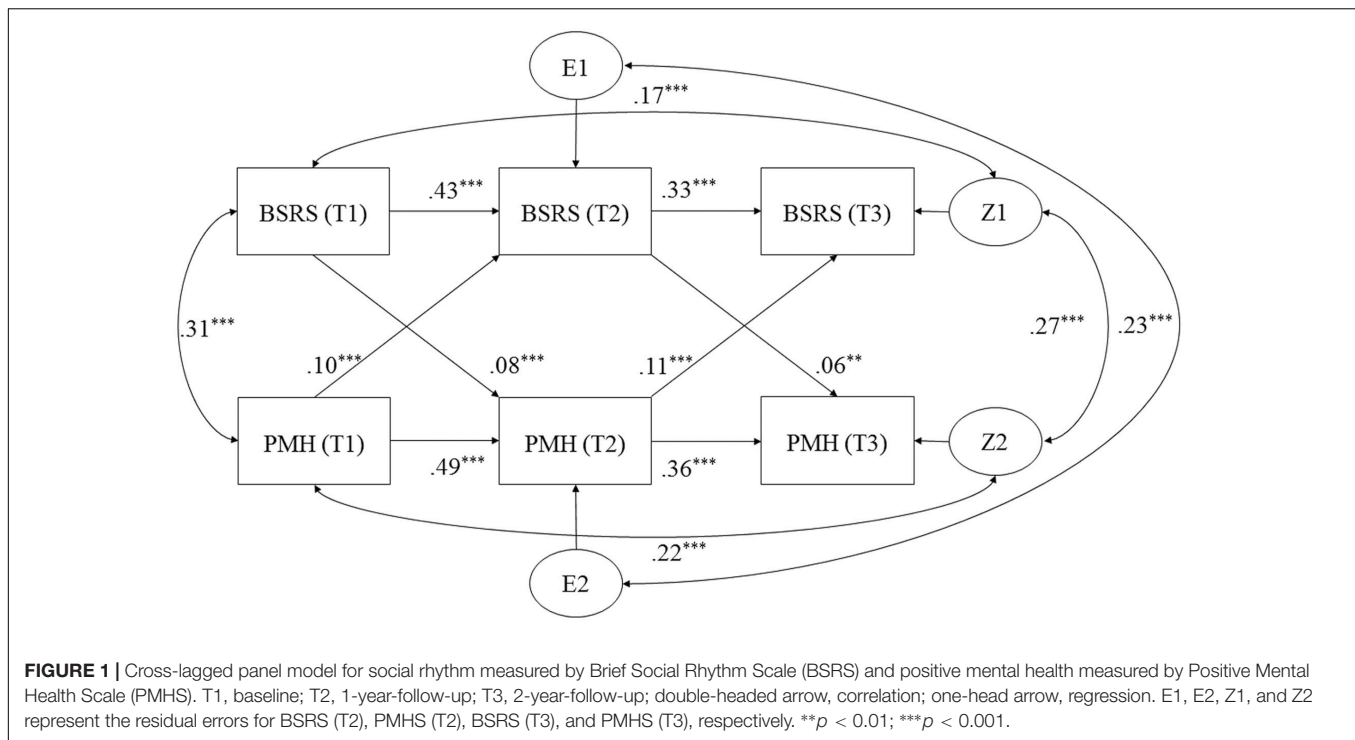 E1
.17***
BSRS (T1)
.43***
BSRS (T2)
.33***
BSRS (T3)
Z1
.31***
.10***
.08***
.11***
.06**
.27***
.23***
PMH (T1)
.49***
PMH (T2)
.36***
PMH (T3)
Z2
.22***
E2
FIGURE 1 | Cross-lagged panel model for social rhythm measured by Brief Social Rhythm Scale (BSRS) and positive mental health measured by Positive Mental
Health Scale (PMHS). T1, baseline; T2, 1-year-follow-up; T3, 2-year-follow-up; double-headed arrow, correlation; one-head arrow, regression. E1, E2, Z1, and Z2
represent the residual errors for BSRS (T2), PMHS (T2), BSRS (T3), and PMHS (T3), respectively. **p < 0.01; ***p < 0.001.